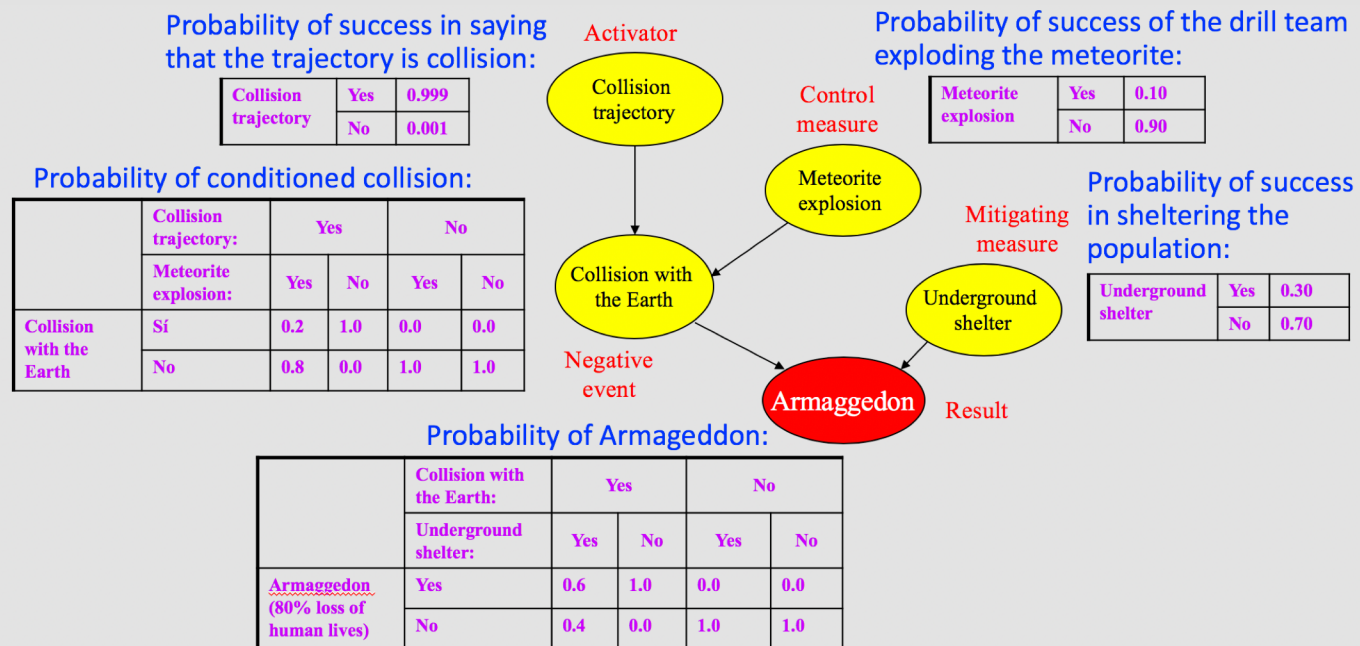 Probability of success in saying
that the trajectory is collision:
Collision
trajectory
Yes
0.999
No
0.001
Activator
Collision
trajectory
Probability of success of the drill team
exploding the meteorite:
Meteorite
explosion
Yes
0.10
No
0.90
Control
measure
Meteorite
explosion
Probability of conditioned collision:
Collision
trajectory:
Yes
No
Meteorite
explosion:
Yes
No
Yes
No
Collision
with the
Earth
Sí
0.2
1.0
0.0
0.0
No
0.8
0.0
1.0
1.0
Collision with
the Earth
Negative
event
Mitigating
measure
Underground
shelter
Probability of success
in sheltering the
population:
Underground
shelter
Yes
0.30
No
0.70
Armaggedon
Result
Probability of Armageddon:
Collision with
the Earth:
Yes
No
Underground
shelter:
Yes
No
Yes
No
Armaggedon
(80% loss of
human lives)
Yes
0.6
1.0
0.0
0.0
No
0.4
0.0
1.0
1.0